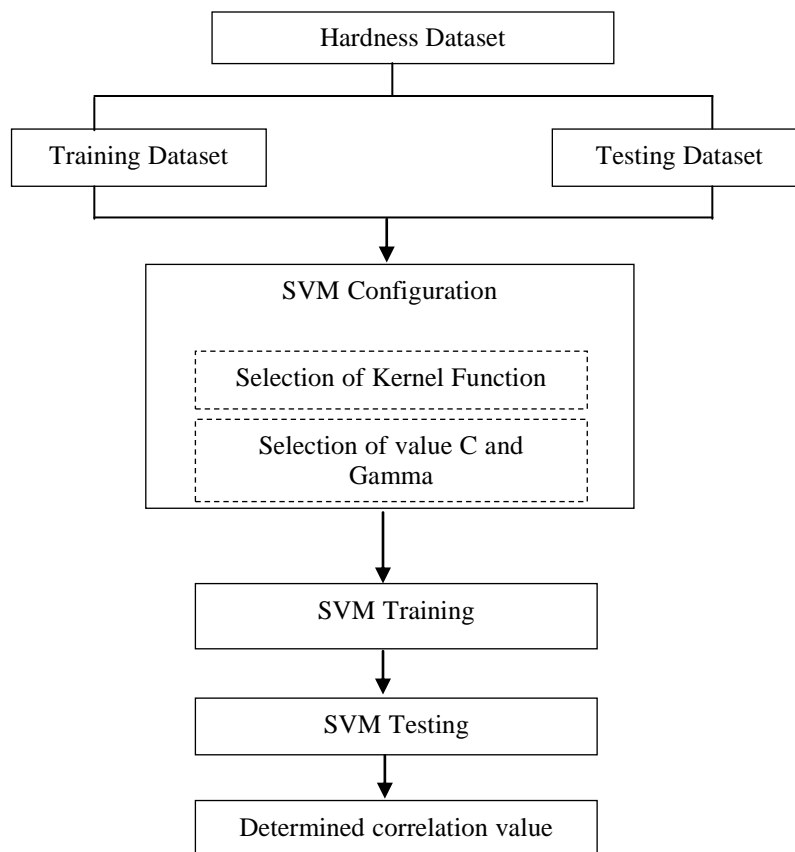 Hardness Dataset
Training Dataset
Testing Dataset
SVM Configuration
Selection of Kernel Function
Selection of value C and
Gamma
SVM Training
SVM Testing
Determined correlation value